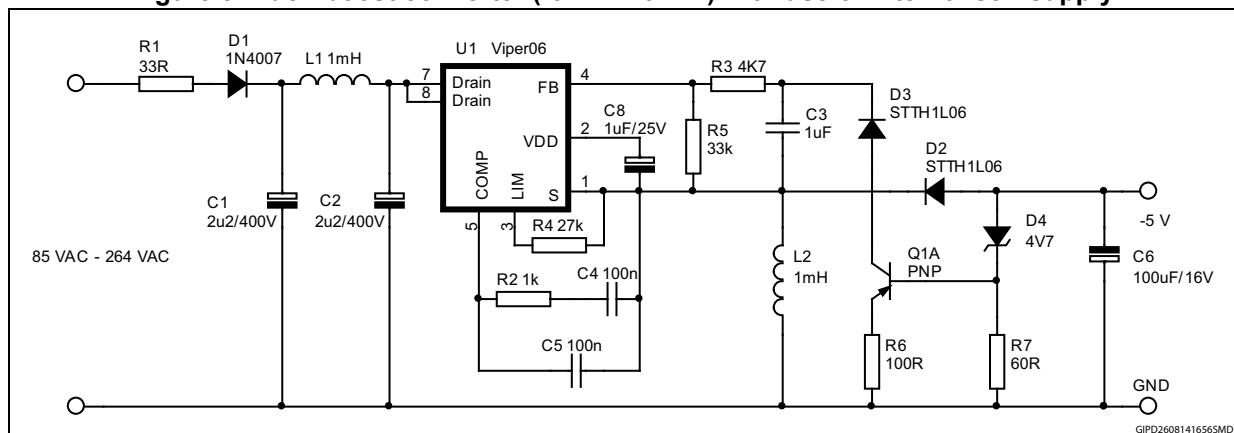 R1
33R
D1
1N4007
L1 1mH
U1 Viper06
7
8
Drain
Drain
FB
4
VDD
2
S
1
COMP
5
LIM
3
C8
1uF/25V
R3 4K7
R5
33k
C3
1uF
D3
STTH1L06
D2
STTH1L06
-5 V
C1
2u2/400V
C2
2u2/400V
R4 27k
R2 1k
C4 100n
C5 100n
L2
1mH
Q1A
PNP
D4
4V7
C6
100uF/16V
85 VAC - 264 VAC
R6
100R
R7
60R
GND
GIPD2608141656SMD